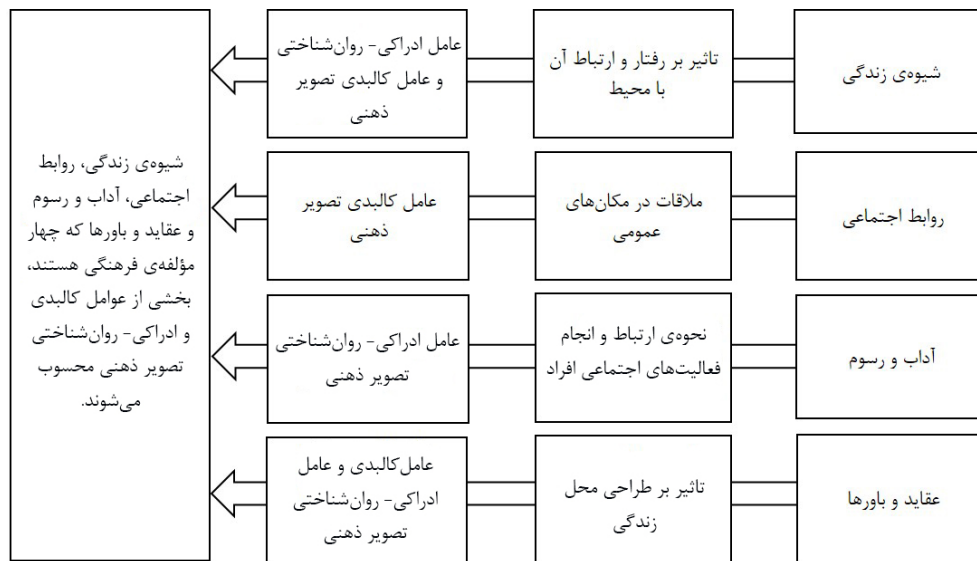 شیوه‌ی زندگی
تاثیر بر رفتار و ارتباط آن
با محیط
عامل ادراکی- روان‌شناختی
و عامل کالبدی تصویر
ذهنی
روابط اجتماعی
ملاقات در مکان‌های
عمومی
عامل کالبدی تصویر
ذهنی
آداب و رسوم
نحوه‌ی ارتباط و انجام
فعالیت‌های اجتماعی افراد
عامل ادراکی- روان‌شناختی
تصویر ذهنی
عقاید و باورها
تاثیر بر طراحی محل
زندگی
عامل‌کالبدی و عامل
ادراکی- روان‌شناختی
تصویر ذهنی
شیوه‌ی زندگی، روابط
اجتماعی، آداب و رسوم
و عقاید و باورها که چهار
مؤلفه‌ی فرهنگی هستند،
بخشی از عوامل کالبدی
و ادراکی- روان‌شناختی
تصویر ذهنی محسوب
می‌شوند.